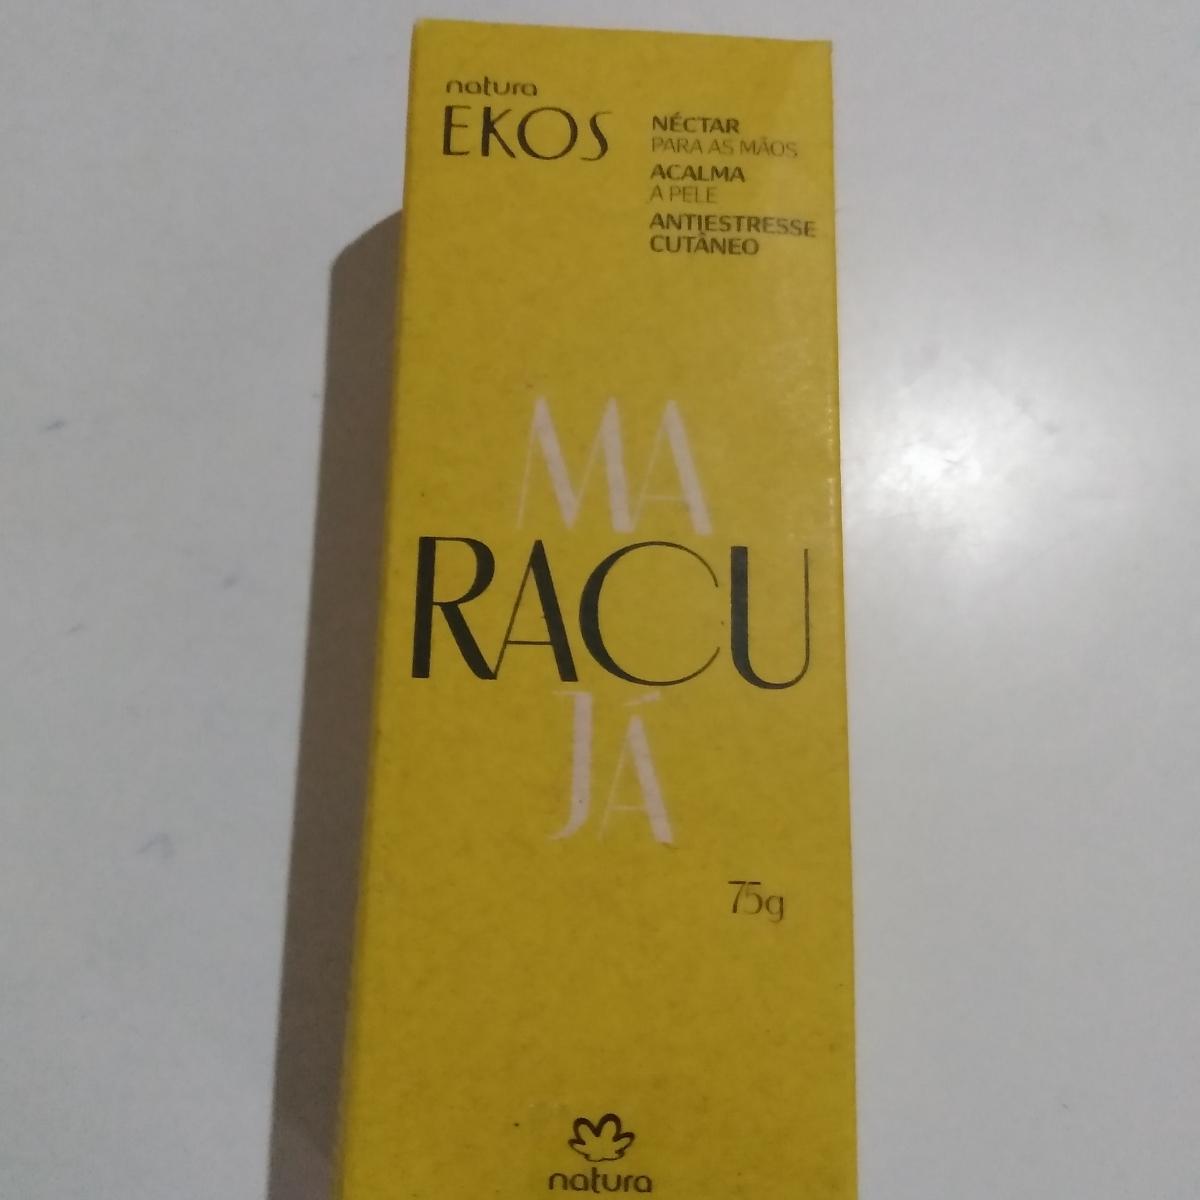 natura
EKOS
NÉCTAR
PARA AS MÃOS
ACALMA
A PELE
ANTIESTRESSE
CUTÂNEO
MA
RACU
JÁ
75g
natura